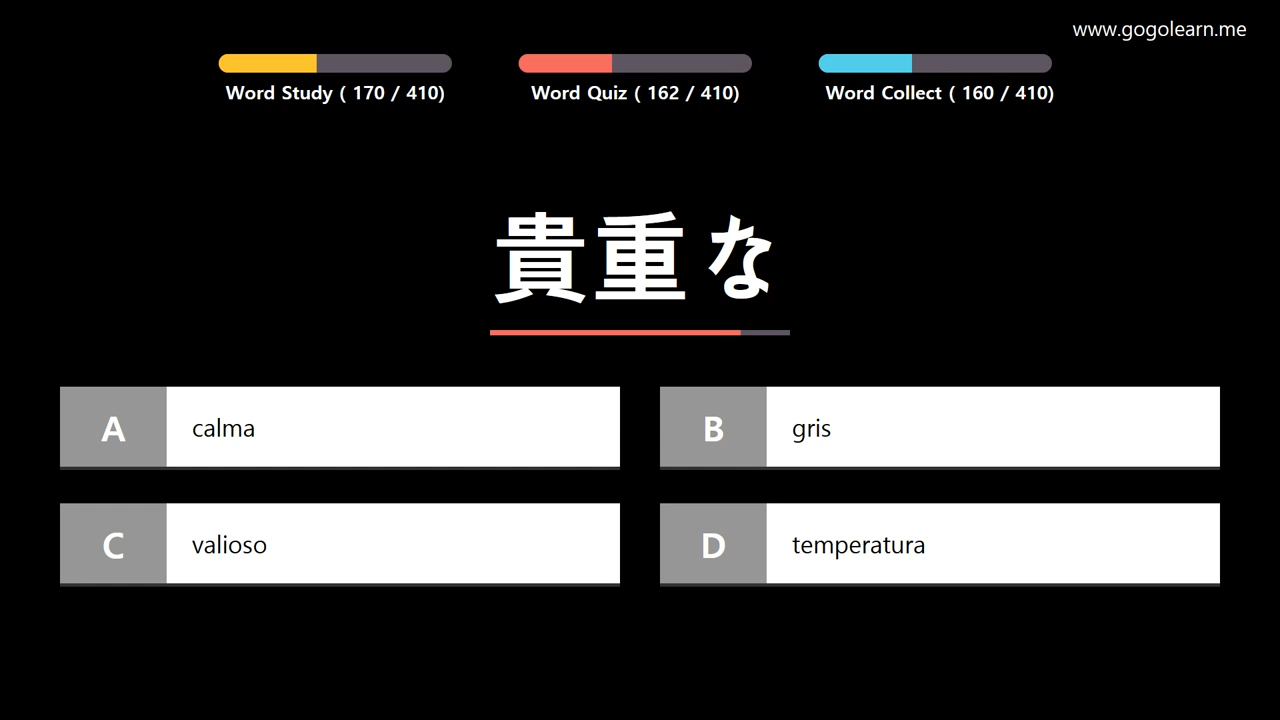 www.gogolearn.me
Word Study ( 170 / 410)
Word Quiz ( 162 / 410)
Word Collect ( 160 / 410)
貴重な
A calma
B gris
C valioso
D temperatura